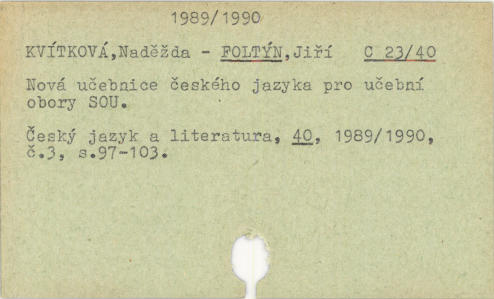 1989/1990
KVÍTKOVÁ,Naděžda - FOLTÝN,Jiří C 23/40
Nová učebnice českého jazyka pro učební
obory SOU.
Český jazyk a literatura, 40, 1989/1990,
č.3, s.97-103.